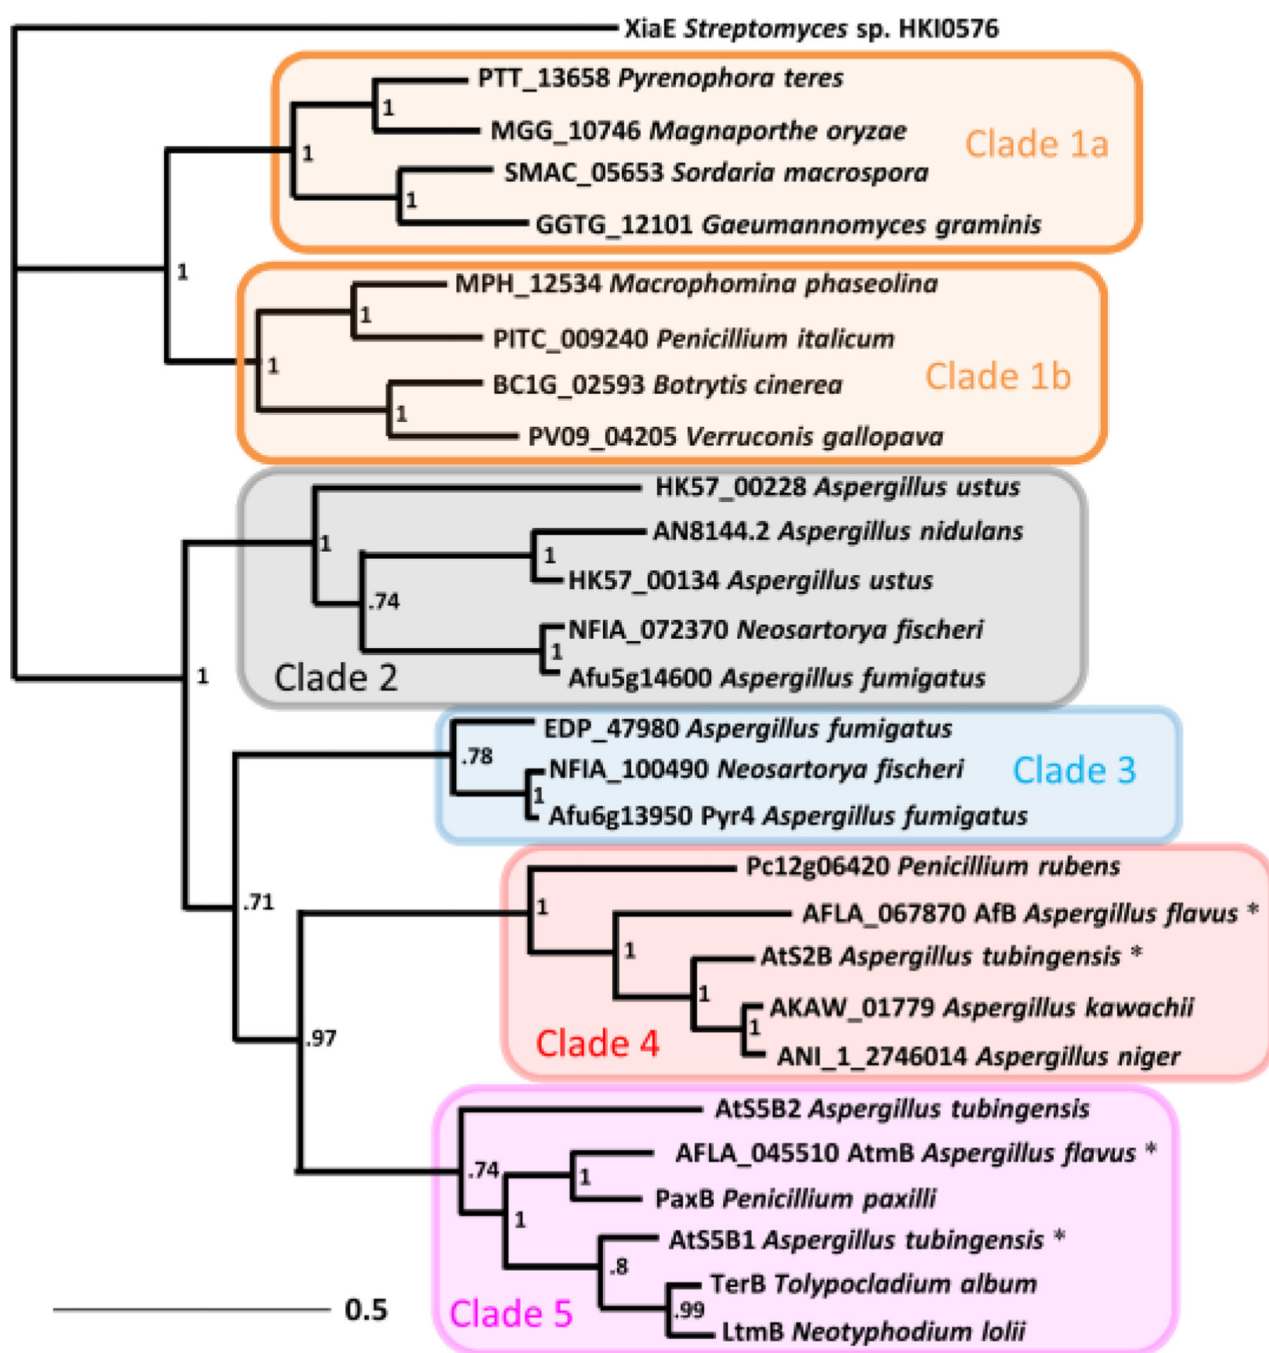 XiaE Streptomyces sp. HKI0576
PTT_13658 Pyrenophora teres
1
MGG_10746 Magnaporthe oryzae
Clade 1a
1
SMAC_05653 Sordaria macrospora
1
GGTG_12101 Gaeumannomyces graminis
1
MPH_12534 Macrophomina phaseolina
1
PITC_009240 Penicillium italicum
1
Clade 1b
BC1G_02593 Botrytis cinerea
1
PV09_04205 Verruconis gallopava
HK57_00228 Aspergillus ustus
AN8144.2 Aspergillus nidulans
1
1
HK57_00134 Aspergillus ustus
.74
NFIA_072370 Neosartorya fischeri
1
Afu5g14600 Aspergillus fumigatus
Clade 2
1
EDP_47980 Aspergillus fumigatus
.78
NFIA_100490 Neosartorya fischeri
Clade 3
1
Afu6g13950 Pyr4 Aspergillus fumigatus
Pc12g06420 Penicillium rubens
.71
1
AFLA_067870 AfB Aspergillus flavus *
1
AtS2B Aspergillus tubingensis *
1
AKAW_01779 Aspergillus kawachii
1
.97
Clade 4
ANI_1_2746014 Aspergillus niger
AtS5B2 Aspergillus tubingensis
AFLA_045510 AtmB Aspergillus flavus *
.74
1
PaxB Penicillium paxilli
1
AtS5B1 Aspergillus tubingensis *
.8
TerB Tolypocladium album
.99
0.5
Clade 5
LtmB Neotyphodium lolii